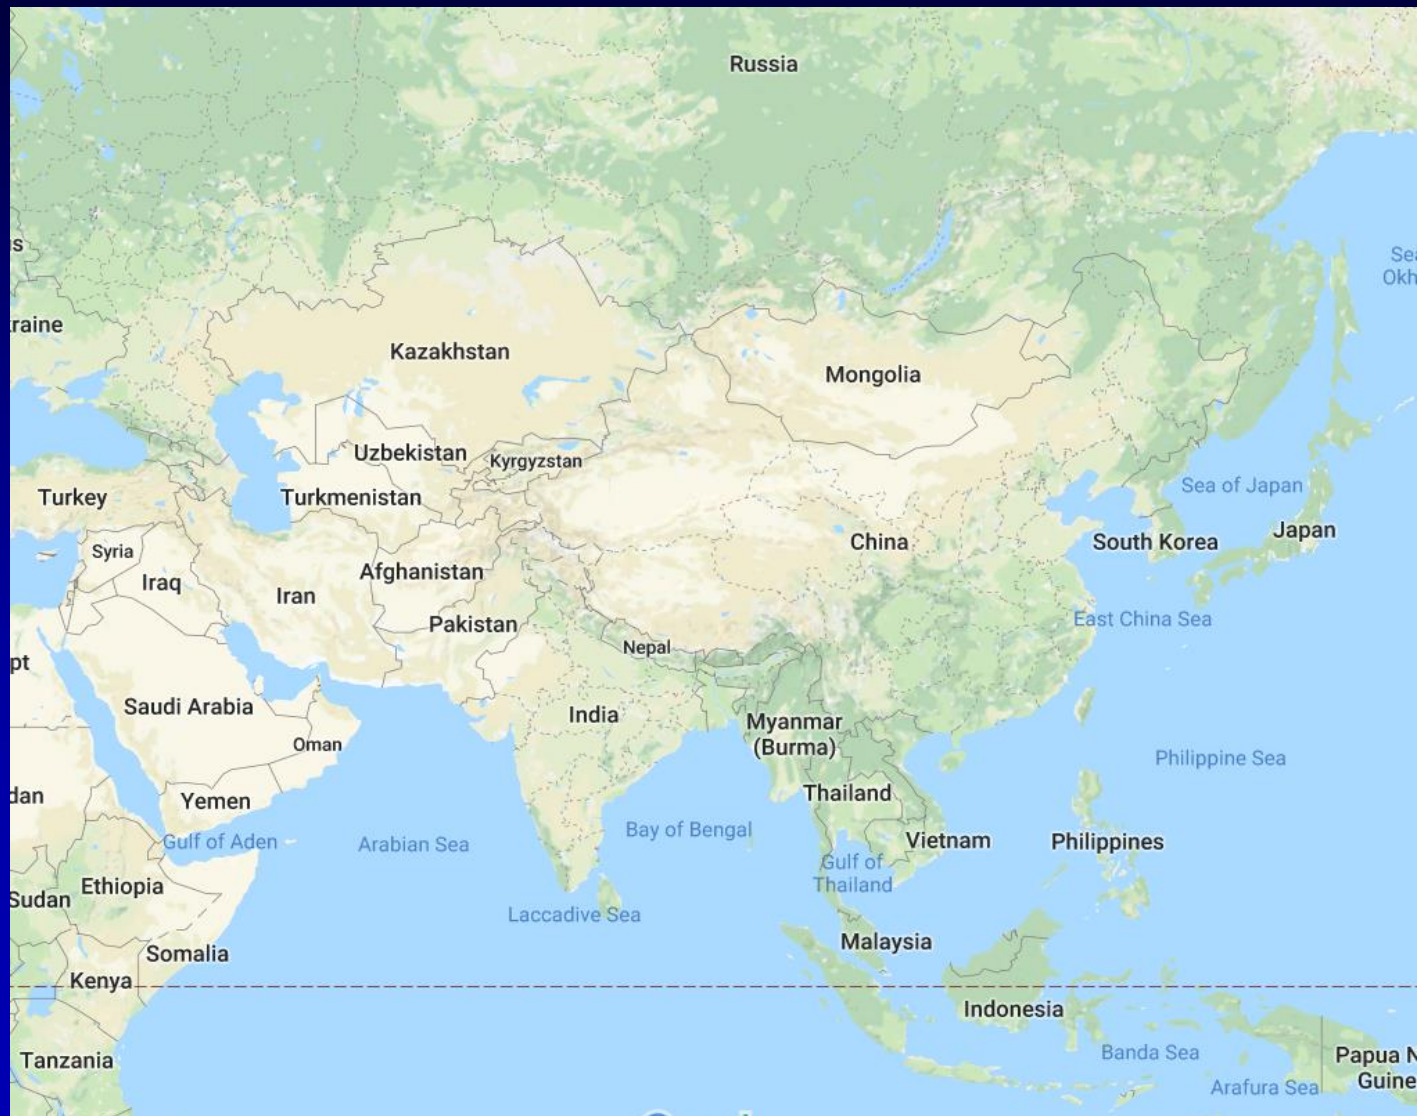 Russia
Sea
Okh
us
kraine
Kazakhstan
Mongolia
Uzbekistan
Kyrgyzstan
Turkmenistan
Turkey
Sea of Japan
Japan
South Korea
China
Syria
Iraq
Iran
Afghanistan
Pakistan
East China Sea
Nepal
pt
Saudi Arabia
India
Oman
Myanmar
(Burma)
Philippine Sea
dan
Yemen
Thailand
Gulf of Aden
Arabian Sea
Bay of Bengal
Vietnam
Philippines
Gulf of
Thailand
Ethiopia
Sudan
Laccadive Sea
Somalia
Malaysia
Kenya
Indonesia
Tanzania
Banda Sea
Papua N
Guine
Arafura Sea